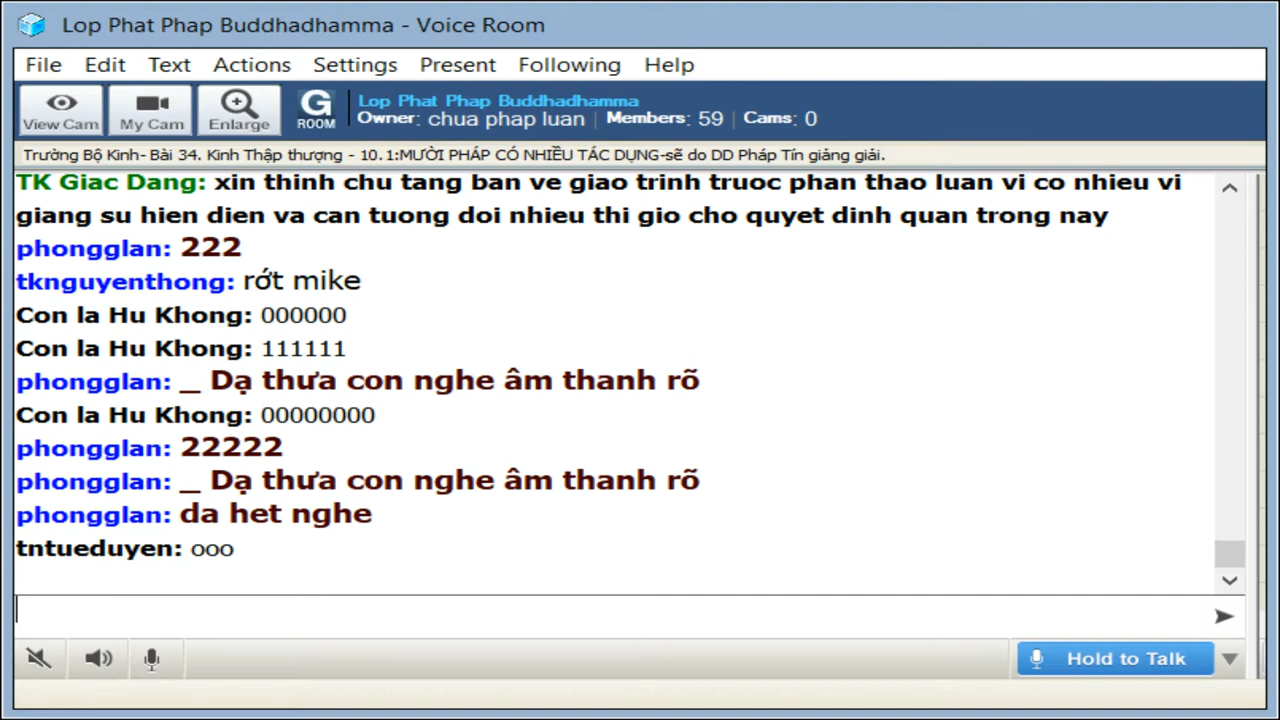 Lop Phat Phap Buddhadhamma - Voice Room
File Edit Text Actions Settings Present Following Help
View Cam My Cam Enlarge G ROOM
Lop Phat Phap Buddhadhamma
Owner: chua phap luan | Members: 59 | Cams: 0
Trường Bộ Kinh- Bài 34. Kinh Thập thượng - 10.1:MƯỜI PHÁP CÓ NHIỀU TÁC DỤNG-sẽ do DD Pháp Tín giảng giải.
TK Giac Dang: xin thinh chu tang ban ve giao trinh truoc phan thao luan vi co nhieu vi
giang su hien dien va can tuong doi nhieu thi gio cho quyet dinh quan trong nay
phongglan: 222
tknguyenthong: rớt mike
Con la Hu Khong: 000000
Con la Hu Khong: 111111
phongglan: _ Dạ thưa con nghe âm thanh rõ
Con la Hu Khong: 00000000
phongglan: 22222
phongglan: _ Dạ thưa con nghe âm thanh rõ
phongglan: da het nghe
tntueduyen: ooo
Hold to Talk